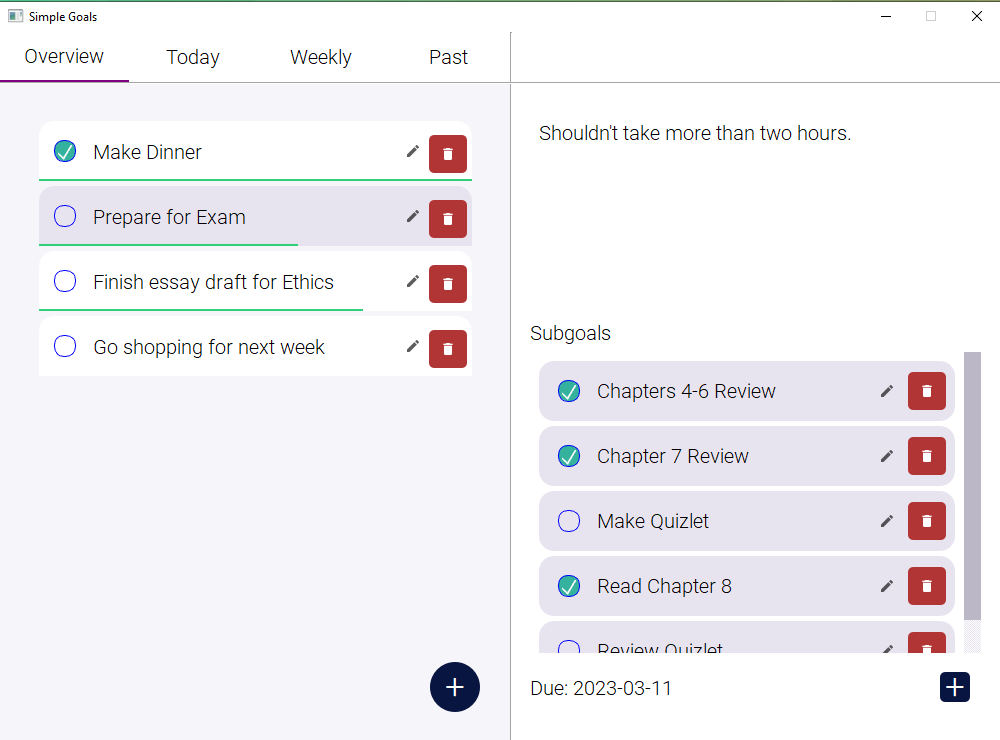 Simple Goals
Overview
Today
Weekly
Past
Make Dinner
Prepare for Exam
Finish essay draft for Ethics
Go shopping for next week
Shouldn't take more than two hours.
Subgoals
Chapters 4-6 Review
Chapter 7 Review
Make Quizlet
Read Chapter 8
Review Quizlet
Due: 2023-03-11